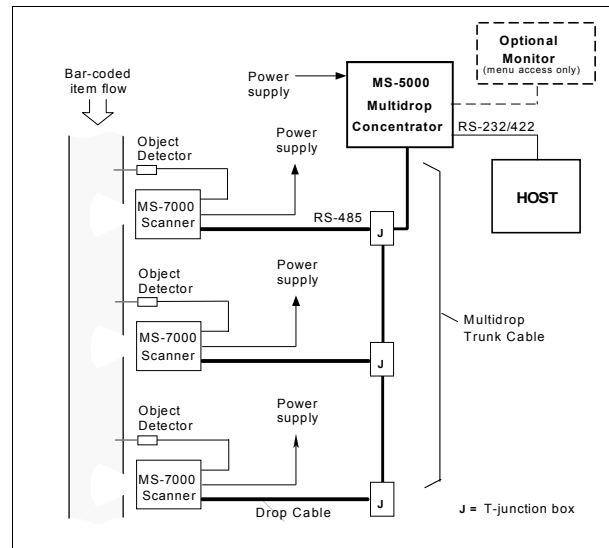 Optional
Monitor
(menu access only)
Bar-coded
item flow
Power
supply
MS-5000
Multidrop
Concentrator
RS-232/422
HOST
Object
Detector
Power
supply
MS-7000
Scanner
RS-485
J
Object
Detector
Power
supply
MS-7000
Scanner
J
Multidrop
Trunk Cable
Object
Detector
Power
supply
MS-7000
Scanner
J
Drop Cable
J = T-junction box